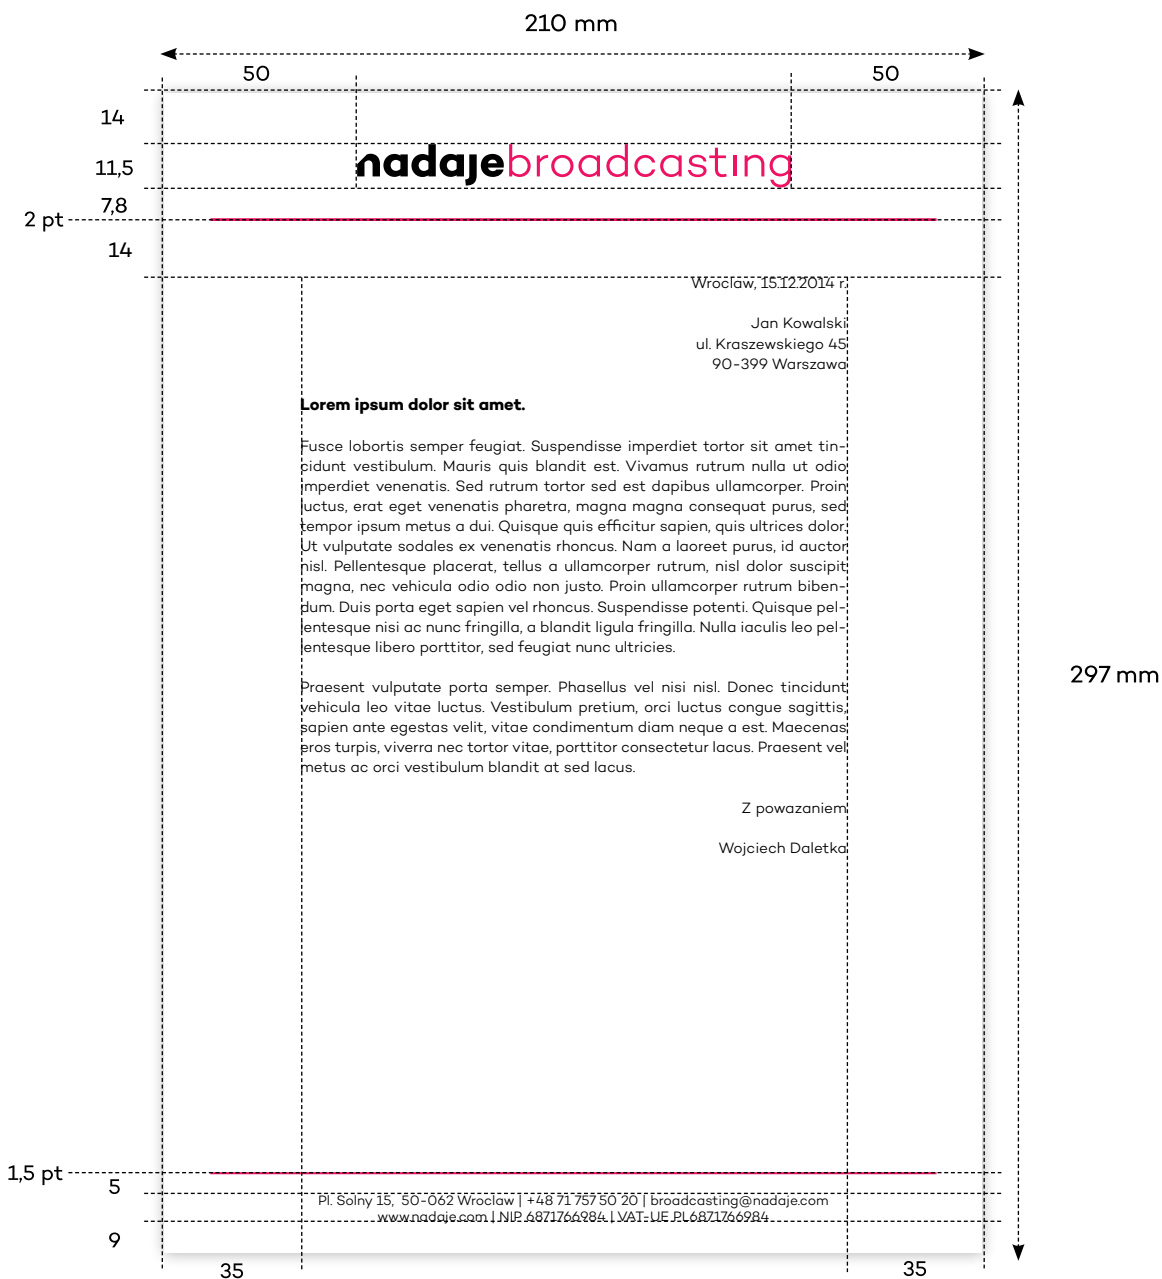 210 mm
50
50
14
11,5
nadajebroadcasting
7,8
2 pt
14
Wroclaw, 15.12.2014 r.
Jan Kowalski
ul. Kraszewskiego 45
90-399 Warszawa
Lorem ipsum dolor sit amet.
Fusce lobortis semper feugiat. Suspendisse imperdiet tortor sit amet tin-
cidunt vestibulum. Mauris quis blandit est. Vivamus rutrum nulla ut odio
imperdiet venenatis. Sed rutrum tortor sed est dapibus ullamcorper. Proin
luctus, erat eget venenatis pharetra, magna magna consequat purus, sed
tempor ipsum metus a dui. Quisque quis efficitur sapien, quis ultrices dolor.
Ut vulputate sodales ex venenatis rhoncus. Nam a laoreet purus, id auctor
nisl. Pellentesque placerat, tellus a ullamcorper rutrum, nisl dolor suscipit
magna, nec vehicula odio odio non justo. Proin ullamcorper rutrum biben-
dum. Duis porta eget sapien vel rhoncus. Suspendisse potenti. Quisque pel-
lentesque nisi ac nunc fringilla, a blandit ligula fringilla. Nulla iaculis leo pel-
lentesque libero porttitor, sed feugiat nunc ultricies.
297 mm
Praesent vulputate porta semper. Phasellus vel nisi nisl. Donec tincidunt
vehicula leo vitae luctus. Vestibulum pretium, orci luctus congue sagittis,
sapien ante egestas velit, vitae condimentum diam neque a est. Maecenas
eros turpis, viverra nec tortor vitae, porttitor consectetur lacus. Praesent vel
metus ac orci vestibulum blandit at sed lacus.
Z powazaniem
Wojciech Daletka
1,5 pt
5
Pl. Solny 15, 50-062 Wroclaw | +48 71 757 50 20 | broadcasting@nadaje.com
www.nadaje.com | NIP 6871766984 | VAT-UE PL6871766984
9
35
35